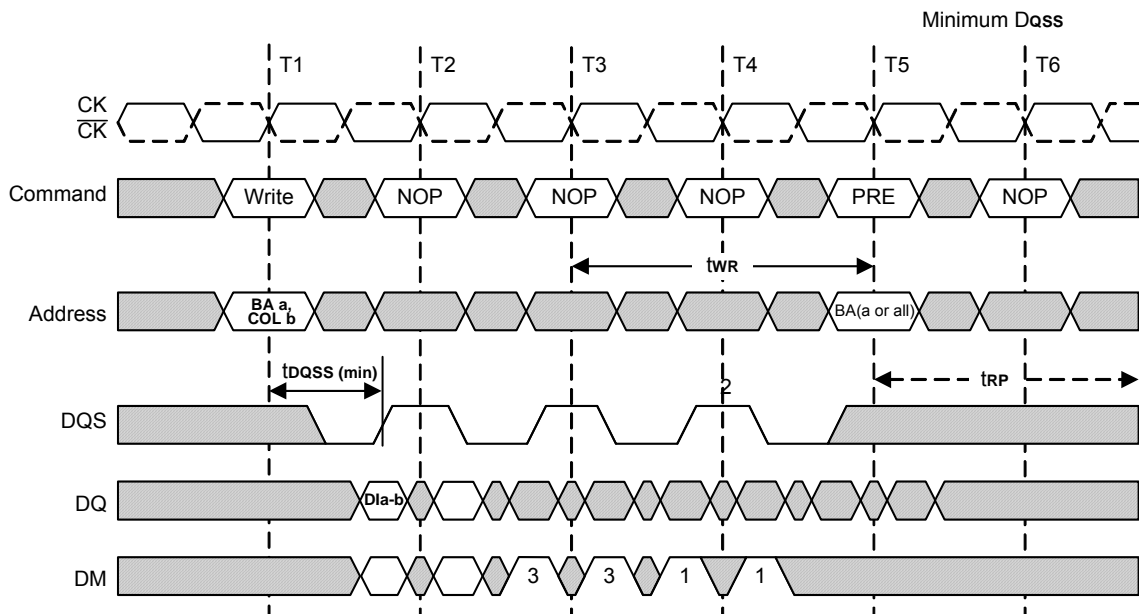 Minimum DQSS
T1 T2 T3 T4 T5 T6
CK
CK
Command Write NOP NOP NOP PRE NOP
tWR
Address BA a, COL b BA(a or all)
tDQSS (min) tRP
2
DQS
DQ DIa-b
DM 3 3 1 1